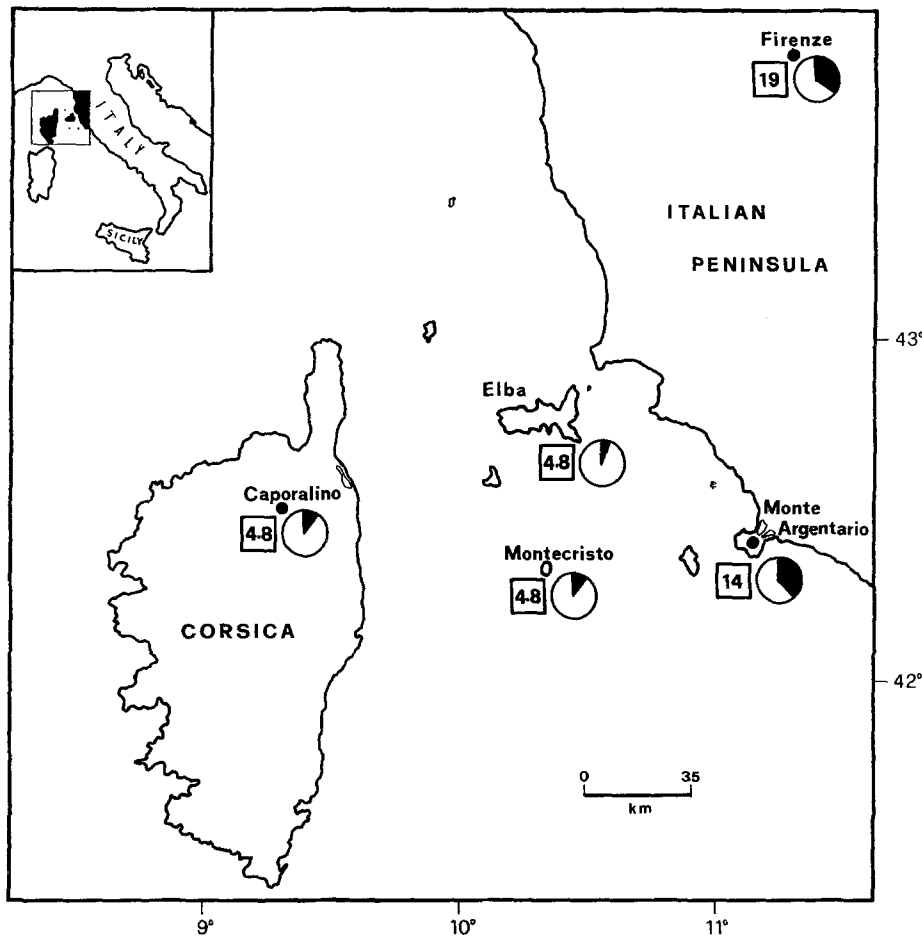 Firenze
19
ITALY
SICILY
ITALIAN
PENINSULA
43°
Elba
4·8
Caporalino
4·8
Monte
Argentario
14
Montecristo
4·8
CORSICA
42°
0 35
km
9° 10° 11°